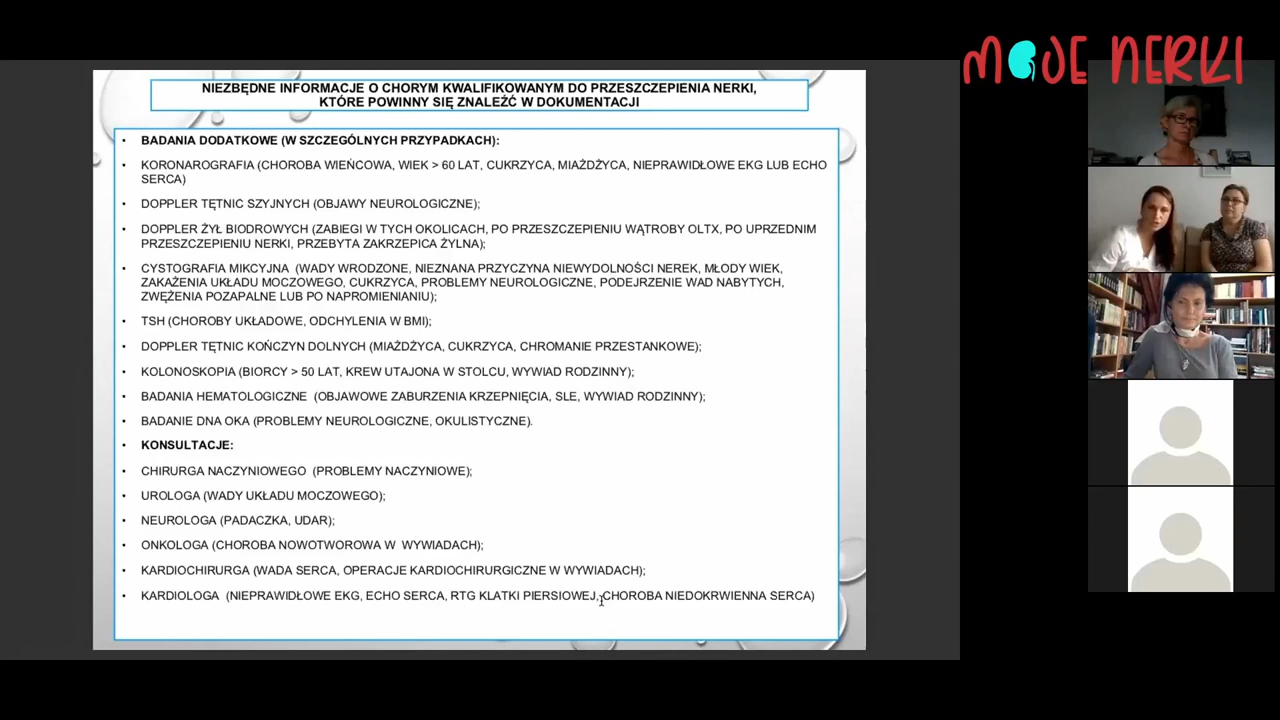 MOJE NERKI
NIEZBĘDNE INFORMACJE O CHORYM KWALIFIKOWANYM DO PRZESZCZEPIENIA NERKI,
KTÓRE POWINNY SIĘ ZNALEŹĆ W DOKUMENTACJI
• BADANIA DODATKOWE (W SZCZEGÓLNYCH PRZYPADKACH):
• KORONAROGRAFIA (CHOROBA WIEŃCOWA, WIEK > 60 LAT, CUKRZYCA, MIAŻDŻYCA, NIEPRAWIDŁOWE EKG LUB ECHO
SERCA)
• DOPPLER TĘTNIC SZYJNYCH (OBJAWY NEUROLOGICZNE);
• DOPPLER ŻYŁ BIODROWYCH (ZABIEGI W TYCH OKOLICACH, PO PRZESZCZEPIENIU WĄTROBY OLTX, PO UPRZEDNIM
PRZESZCZEPIENIU NERKI, PRZEBYTA ZAKRZEPICA ŻYLNA);
• CYSTOGRAFIA MIKCYJNA (WADY WRODZONE, NIEZNANA PRZYCZYNA NIEWYDOLNOŚCI NEREK, MŁODY WIEK,
ZAKAŻENIA UKŁADU MOCZOWEGO, CUKRZYCA, PROBLEMY NEUROLOGICZNE, PODEJRZENIE WAD NABYTYCH,
ZWĘŻENIA POZAPALNE LUB PO NAPROMIENIANIU);
• TSH (CHOROBY UKŁADOWE, ODCHYLENIA W BMI);
• DOPPLER TĘTNIC KOŃCZYN DOLNYCH (MIAŻDŻYCA, CUKRZYCA, CHROMANIE PRZESTANKOWE);
• KOLONOSKOPIA (BIORCY > 50 LAT, KREW UTAJONA W STOLCU, WYWIAD RODZINNY);
• BADANIA HEMATOLOGICZNE (OBJAWOWE ZABURZENIA KRZEPNIĘCIA, SLE, WYWIAD RODZINNY);
• BADANIE DNA OKA (PROBLEMY NEUROLOGICZNE, OKULISTYCZNE).
• KONSULTACJE:
• CHIRURGA NACZYNIOWEGO (PROBLEMY NACZYNIOWE);
• UROLOGA (WADY UKŁADU MOCZOWEGO);
• NEUROLOGA (PADACZKA, UDAR);
• ONKOLOGA (CHOROBA NOWOTWOROWA W WYWIADACH);
• KARDIOCHIRURGA (WADA SERCA, OPERACJE KARDIOCHIRURGICZNE W WYWIADACH);
• KARDIOLOGA (NIEPRAWIDŁOWE EKG, ECHO SERCA, RTG KLATKI PIERSIOWEJ, CHOROBA NIEDOKRWIENNA SERCA)